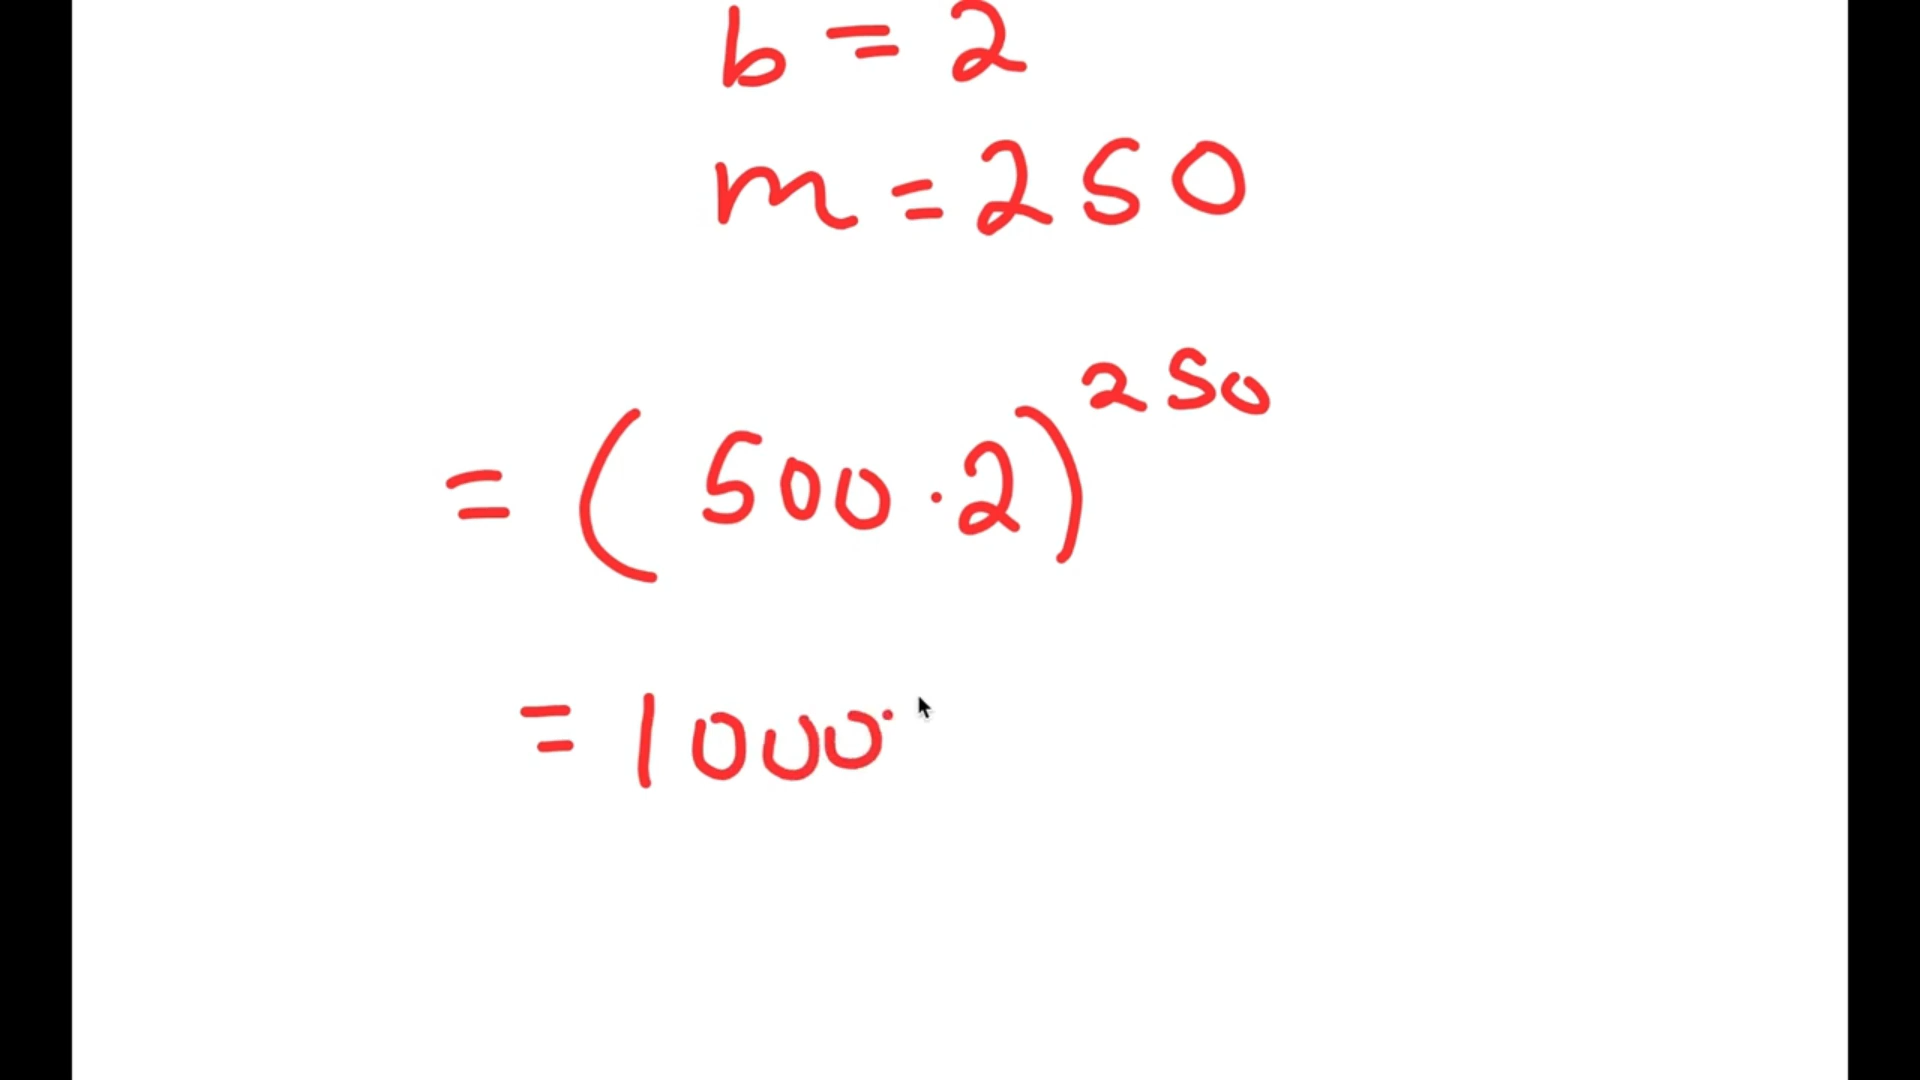 b = 2
m = 250
= (500·2)^250
= 1000